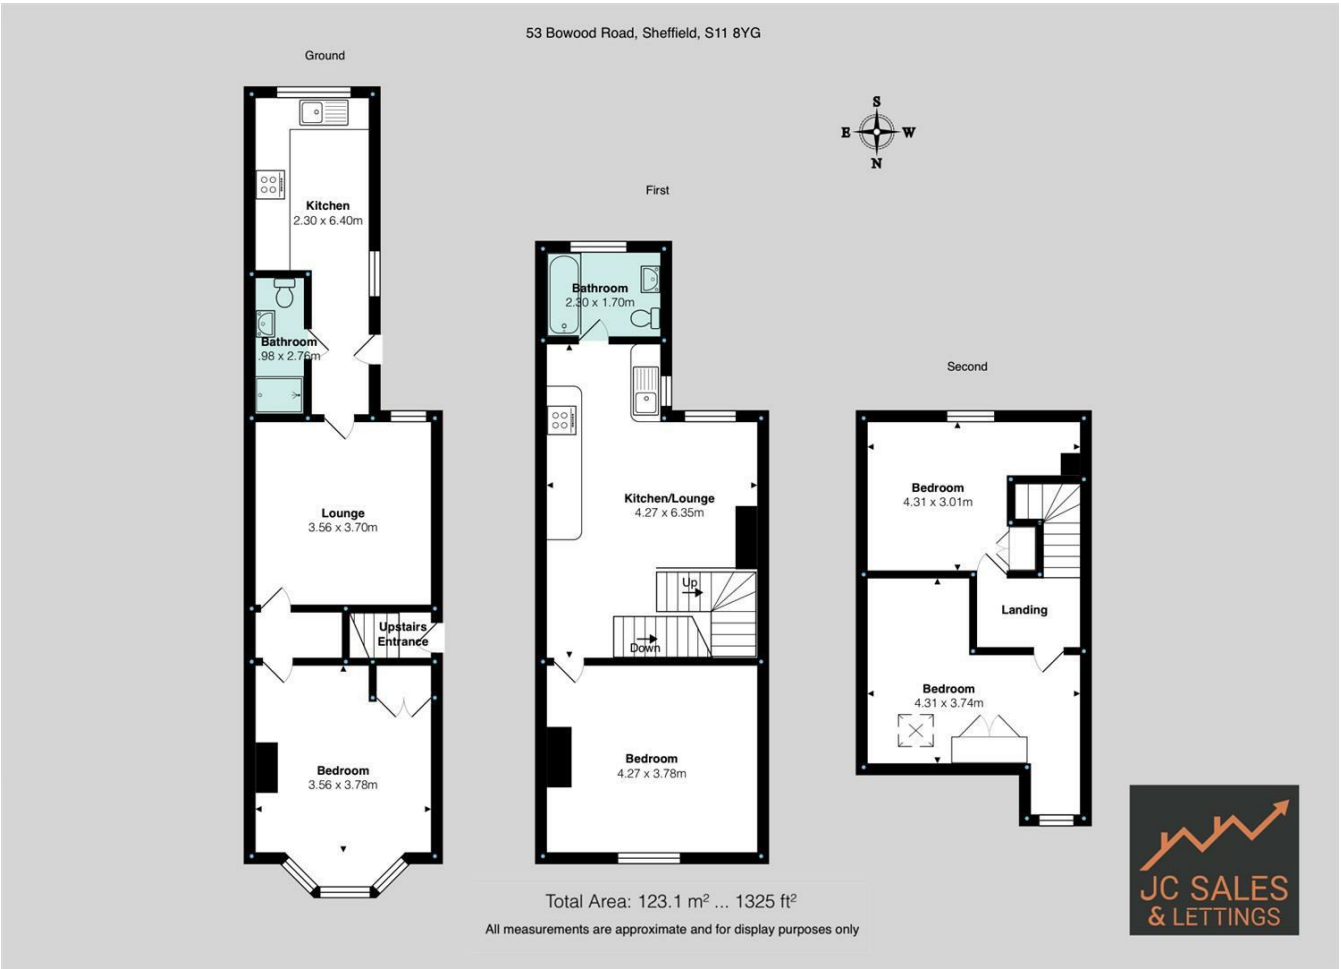 53 Bowood Road, Sheffield, S11 8YG
Ground
S
E
W
N
First
Kitchen
2.30 x 6.40m
Bathroom
2.30 x 1.70m
Bathroom
.98 x 2.76m
Second
Lounge
3.56 x 3.70m
Kitchen/Lounge
4.27 x 6.35m
Bedroom
4.31 x 3.01m
Up
Upstairs
Entrance
Down
Landing
Bedroom
4.31 x 3.74m
Bedroom
3.56 x 3.78m
Bedroom
4.27 x 3.78m
Total Area: 123.1 m² ... 1325 ft²
All measurements are approximate and for display purposes only
JC SALES
& LETTINGS